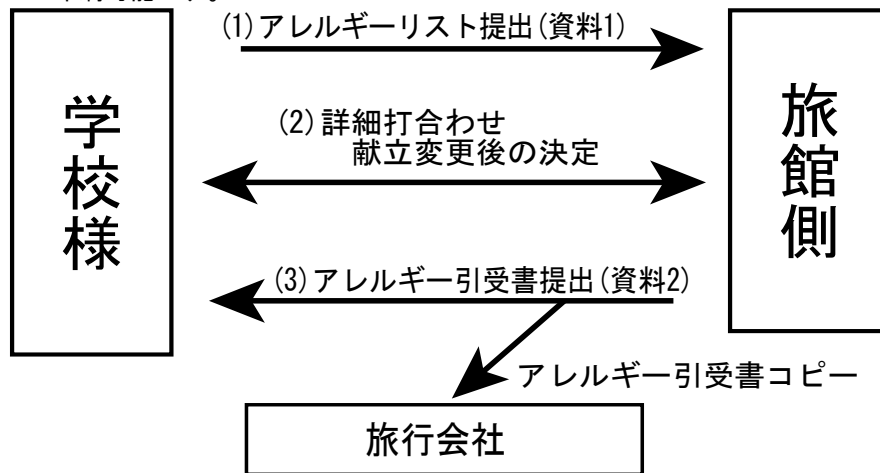 (1)アレルギーリスト提出(資料1)
学校様
旅館側
(2)詳細打合わせ
献立変更後の決定
(3)アレルギー引受書提出(資料2)
アレルギー引受書コピー
旅行会社